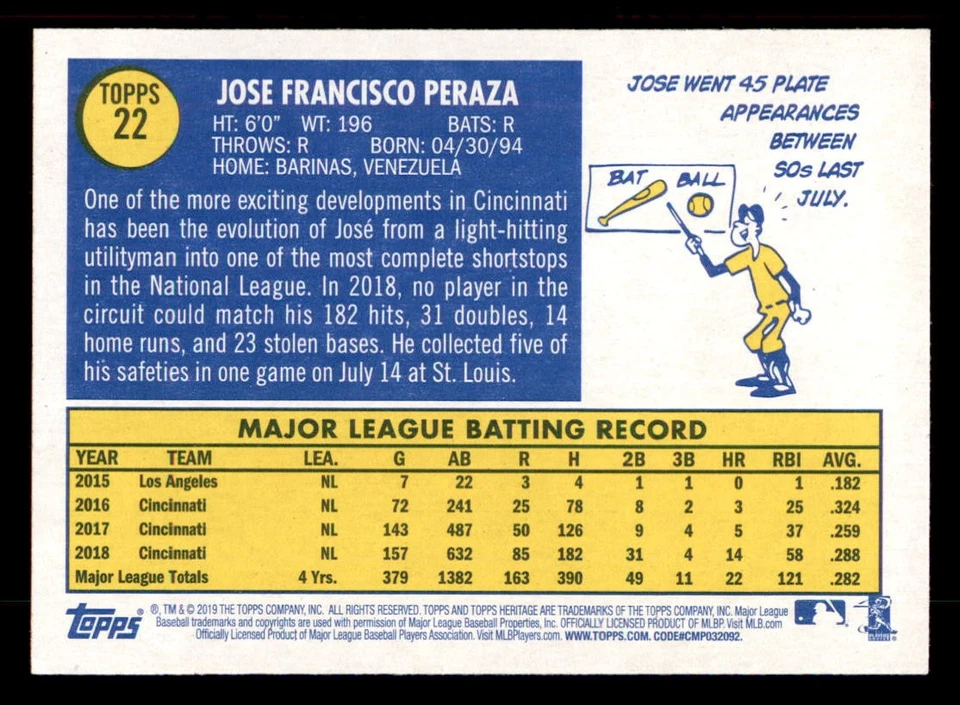 TOPPS
22
JOSE FRANCISCO PERAZA
HT: 6'0" WT: 196 BATS: R
THROWS: R BORN: 04/30/94
HOME: BARINAS, VENEZUELA
One of the more exciting developments in Cincinnati
has been the evolution of José from a light-hitting
utilityman into one of the most complete shortstops
in the National League. In 2018, no player in the
circuit could match his 182 hits, 31 doubles, 14
home runs, and 23 stolen bases. He collected five of
his safeties in one game on July 14 at St. Louis.
JOSE WENT 45 PLATE
APPEARANCES
BETWEEN
SOs LAST
JULY.
BAT BALL
MAJOR LEAGUE BATTING RECORD
YEAR TEAM LEA. G AB R H 2B 3B HR RBI AVG.
2015 Los Angeles NL 7 22 3 4 1 1 0 1 .182
2016 Cincinnati NL 72 241 25 78 8 2 3 25 .324
2017 Cincinnati NL 143 487 50 126 9 4 5 37 .259
2018 Cincinnati NL 157 632 85 182 31 4 14 58 .288
Major League Totals 4 Yrs. 379 1382 163 390 49 11 22 121 .282
Topps ® ®, TM & © 2019 THE TOPPS COMPANY, INC. ALL RIGHTS RESERVED. TOPPS AND TOPPS HERITAGE ARE TRADEMARKS OF THE TOPPS COMPANY, INC. Major League
Baseball trademarks and copyrights are used with permission of Major League Baseball Properties, Inc. OFFICIALLY LICENSED PRODUCT OF MLBP. Visit MLB.com
Officially Licensed Product of Major League Baseball Players Association. Visit MLBPlayers.com. WWW.TOPPS.COM. CODE#CMP032092.